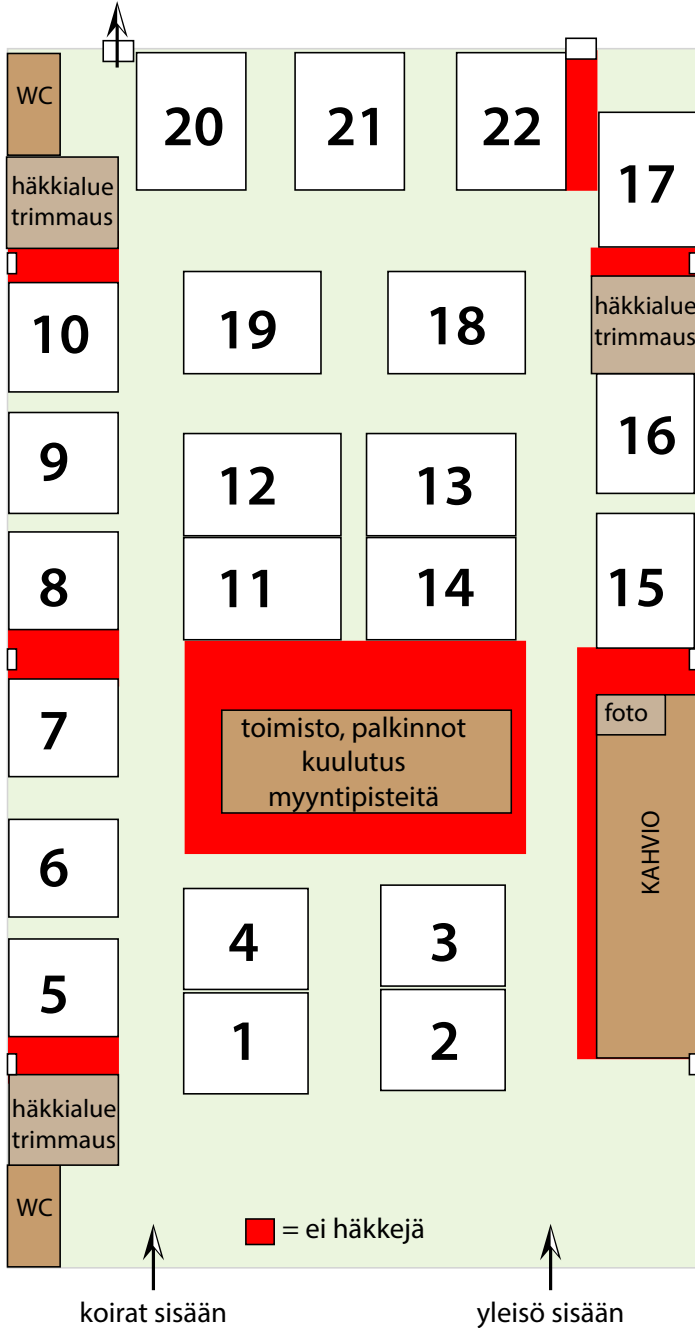 WC
20
21
22
17
häkkialue
trimmaus
10
19
18
häkkialue
trimmaus
9
12
13
16
8
11
14
15
7
toimisto, palkinnot
kuulutus
myyntipisteitä
foto
KAHVIO
6
4
3
5
1
2
häkkialue
trimmaus
WC
= ei häkkejä
koirat sisään
yleisö sisään